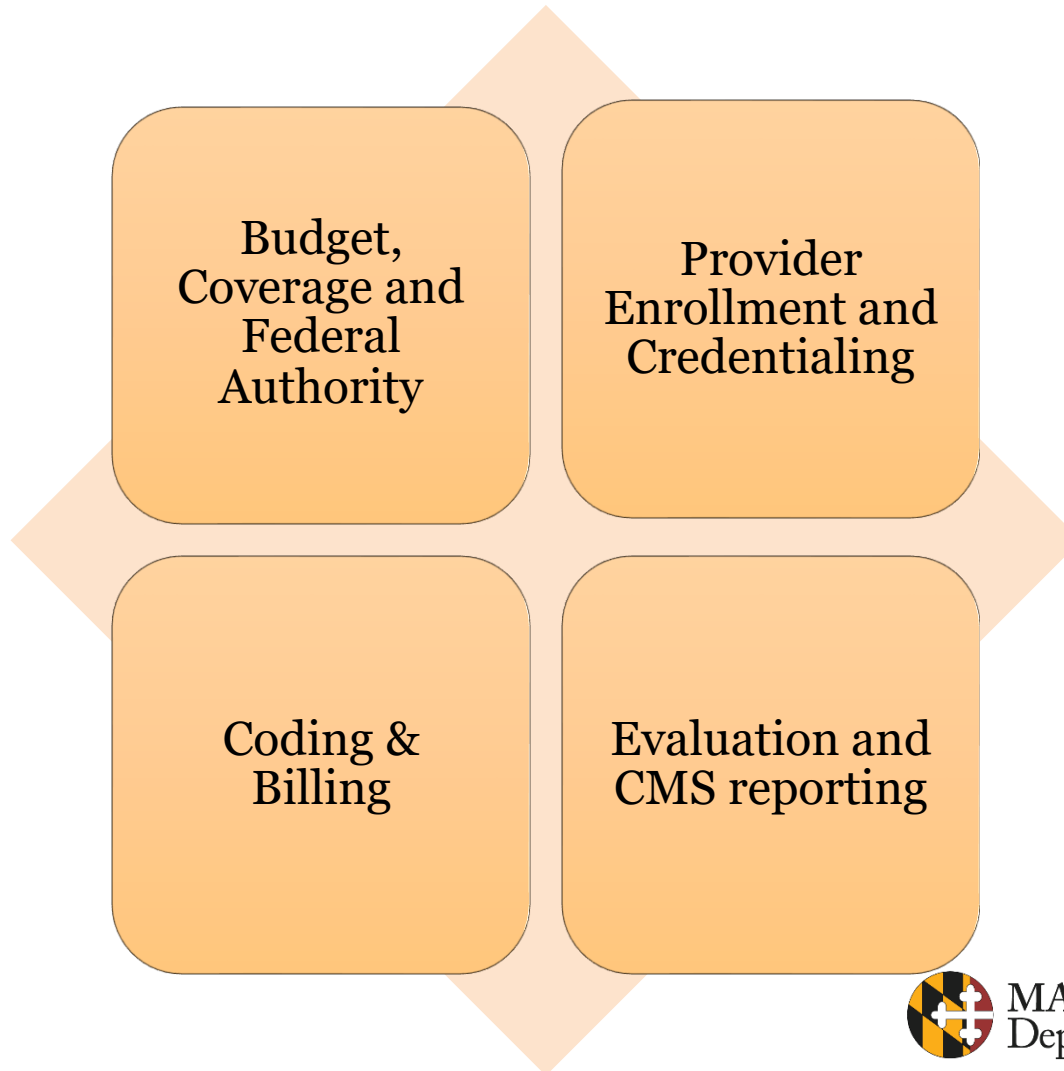 Budget,
Coverage and
Federal
Authority
Provider
Enrollment and
Credentialing
Coding &
Billing
Evaluation and
CMS reporting